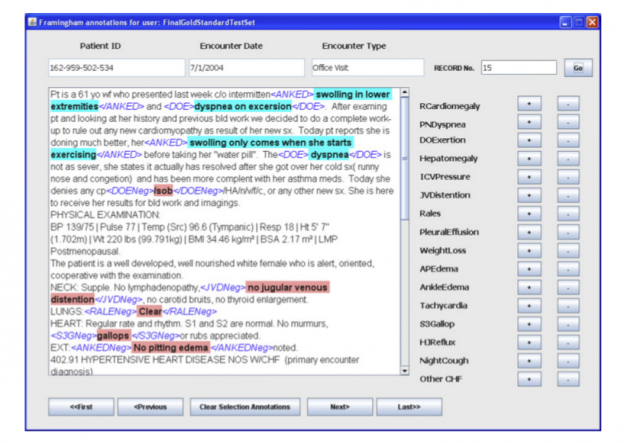 Framingham annotations for user: FinalGoldStandardTestSet
Patient ID Encounter Date Encounter Type
162-959-502-534 7/1/2004 Office Visit RECORD No. 15 Go
Pt is a 61 yo wf who presented last week c/o intermitten<ANKED> swolling in lower
extremities</ANKED> and <DOE>dyspnea on excersion</DOE>. After examing
pt and looking at her history and previous bld work we decided to do a complete work-
up to rule out any new cardiomyopathy as result of her new sx. Today pt reports she is
doning much better, her<ANKED> swolling only comes when she starts
exercising</ANKED> before taking her "water pill". The<DOE> dyspnea</DOE> is
not as sever, she states it actually has resolved after she got over her cold sx( runny
nose and congetion) and has been more complent with her asthma meds. Today she
denies any cp<DOENeg>/sob</DOENeg>/HA/n/vf/c, or any other new sx. She is here
to receive her results for bld work and imagings.
PHYSICAL EXAMINATION:
BP 139/75 | Pulse 77 | Temp (Src) 96.6 (Tympanic) | Resp 18 | Ht 5' 7"
(1.702m) | Wt 220 lbs (99.791kg) | BMI 34.46 kg/m² | BSA 2.17 m² | LMP
Postmenopausal.
The patient is a well developed, well nourished white female who is alert, oriented,
cooperative with the examination.
NECK: Supple. No lymphadenopathy,<JVDNeg> no jugular venous
distention</JVDNeg>, no carotid bruits, no thyroid enlargement.
LUNGS:<RALENeg> Clear</RALENeg>
HEART: Regular rate and rhythm. S1 and S2 are normal. No murmurs,
<S3GNeg>gallops </S3GNeg>or rubs appreciated.
EXT:<ANKEDNeg> No pitting edema </ANKEDNeg>noted.
402.91 HYPERTENSIVE HEART DISEASE NOS W/CHF (primary encounter
diagnosis)
RCardiomegaly + -
PNDyspnea + -
DOExertion + -
Hepatomegaly + -
ICVPressure + -
JVDistention + -
Rales + -
PleuralEffusion + -
WeightLoss + -
APEdema + -
AnkleEdema + -
Tachycardia + -
S3Gallop + -
HJReflux + -
NightCough + -
Other CHF + -
<<First <Previous Clear Selection Annotations Next> Last>>